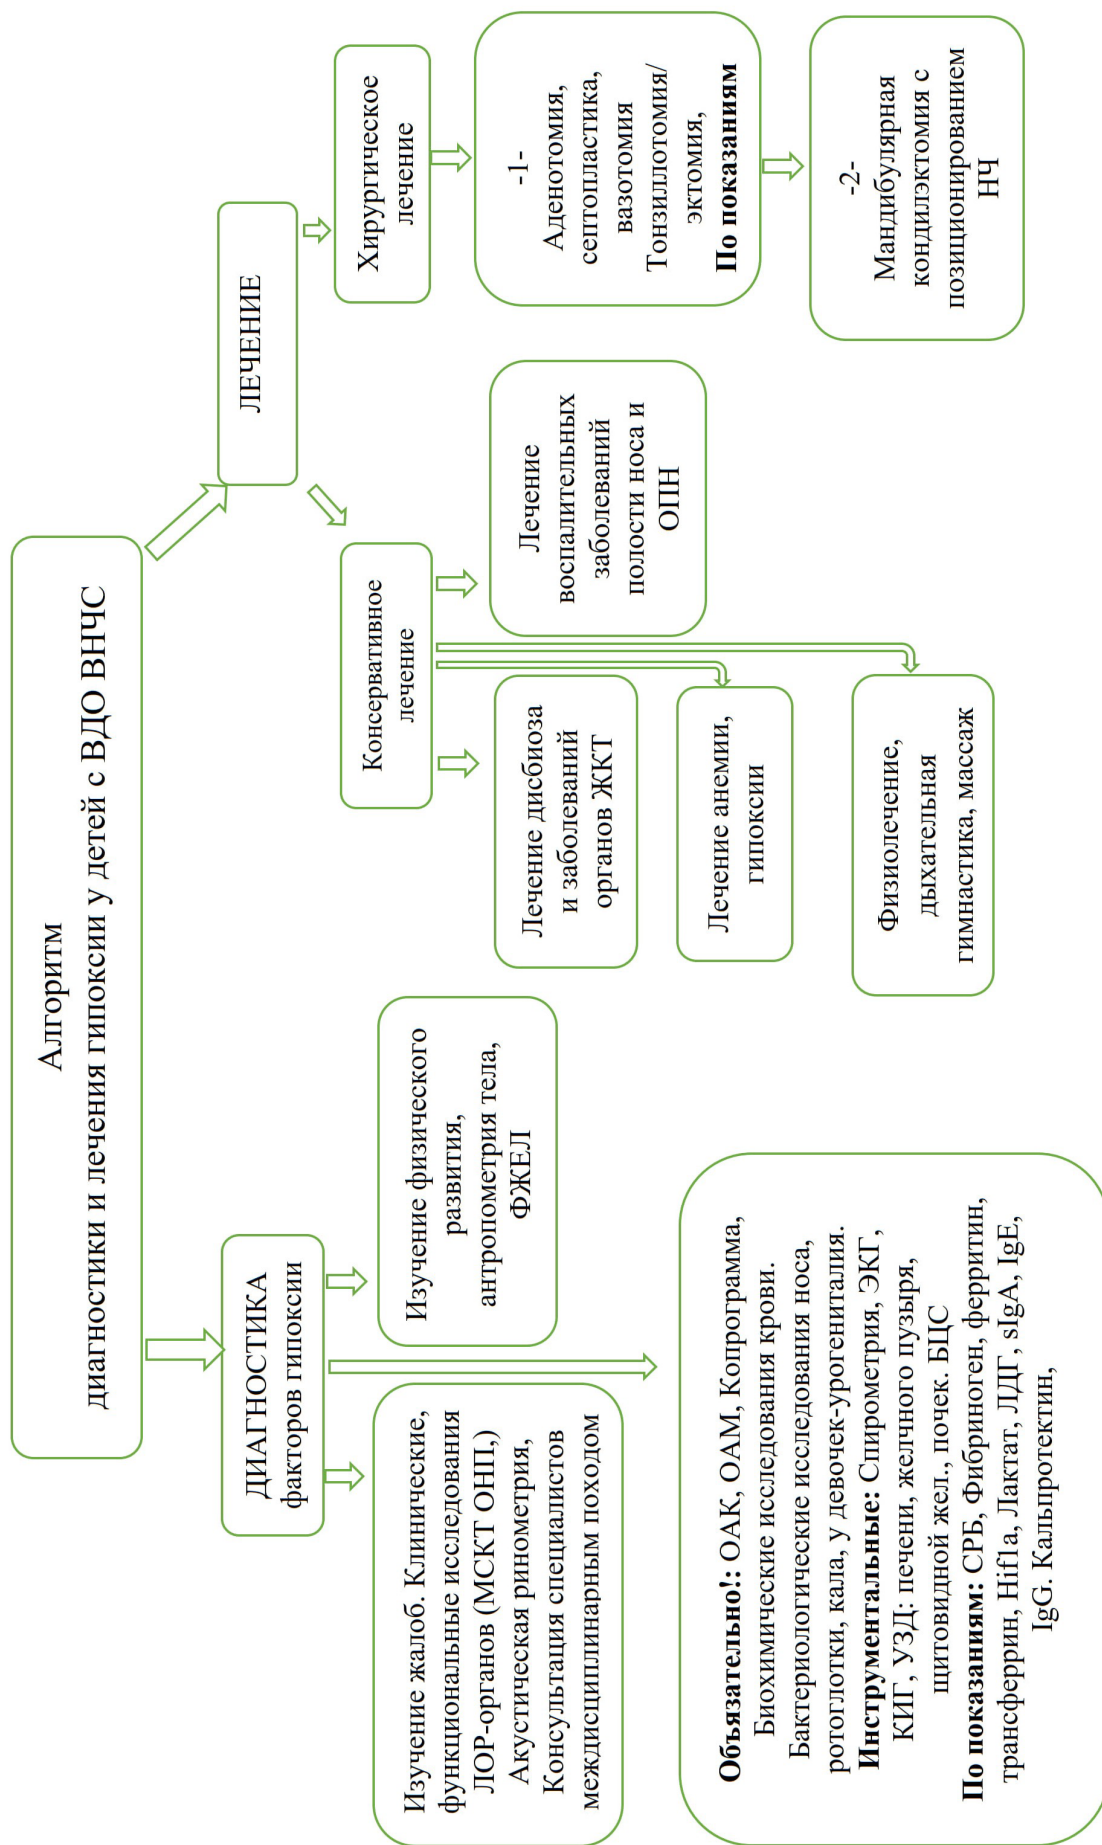 Алгоритм
диагностики и лечения гипоксии у детей с ВДО ВНЧС
ДИАГНОСТИКА
факторов гипоксии
Изучение жалоб. Клинические,
функциональные исследования
ЛОР-органов (МСКТ ОНП,)
Акустическая ринометрия,
Консультация специалистов
междисциплинарным походом
Изучение физического
развития,
антропометрия тела,
ФЖЕЛ
Объязательно!: ОАК, ОАМ, Копрограмма,
Биохимические исследования крови.
Бактериологические исследования носа,
ротоглотки, кала, у девочек-урогениталия.
Инструментальные: Спирометрия, ЭКГ,
КИГ, УЗД: печени, желчного пузыря,
щитовидной жел., почек. БЦС
По показаниям: СРБ, Фибриноген, ферритин,
трансферрин, Hif1a, Лактат, ЛДГ, sIgA, IgE,
IgG. Кальпротектин,
ЛЕЧЕНИЕ
Консервативное
лечение
Лечение дисбиоза
и заболеваний
органов ЖКТ
Лечение
воспалительных
заболеваний
полости носа и
ОПН
Лечение анемии,
гипоксии
Физиолечение,
дыхательная
гимнастика, массаж
Хирургическое
лечение
-1-
Аденотомия,
септопластика,
вазотомия
Тонзиллотомия/
эктомия,
По показаниям
-2-
Мандибулярная
кондилэктомия с
позиционированием
НЧ